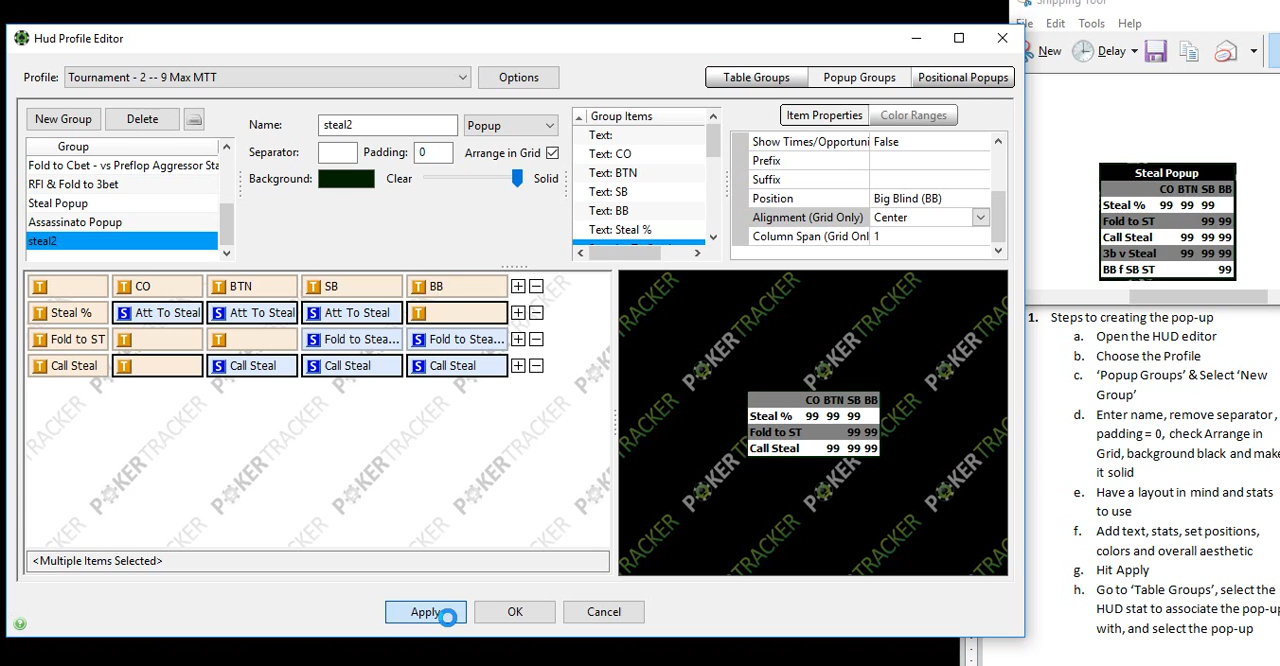 Hud Profile Editor
Profile: Tournament - 2 -- 9 Max MTT Options Table Groups Popup Groups Positional Popups
New Group Delete
Group
Fold to Cbet - vs Preflop Aggressor Sta
RFI & Fold to 3bet
Steal Popup
Assassinato Popup
steal2
Name: steal2 Popup
Separator: Padding: 0 Arrange in Grid
Background: Clear Solid
Group Items
Text:
Text: CO
Text: BTN
Text: SB
Text: BB
Text: Steal %
Item Properties Color Ranges
Show Times/Opportuni False
Prefix
Suffix
Position Big Blind (BB)
Alignment (Grid Only) Center
Column Span (Grid Onl 1
T T CO T BTN T SB T BB
T Steal % S Att To Steal S Att To Steal S Att To Steal T
T Fold to ST T T S Fold to Stea... S Fold to Stea...
T Call Steal T S Call Steal S Call Steal S Call Steal
<Multiple Items Selected>
POKERTRACKER
CO BTN SB BB
Steal % 99 99 99
Fold to ST 99 99
Call Steal 99 99 99
Apply OK Cancel
Snipping Tool
File Edit Tools Help
New Delay
Steal Popup
CO BTN SB BB
Steal % 99 99 99
Fold to ST 99 99
Call Steal 99 99 99
3b v Steal 99 99 99
BB f SB ST 99
1. Steps to creating the pop-up
a. Open the HUD editor
b. Choose the Profile
c. ‘Popup Groups’ & Select ‘New
Group’
d. Enter name, remove separator,
padding = 0, check Arrange in
Grid, background black and make
it solid
e. Have a layout in mind and stats
to use
f. Add text, stats, set positions,
colors and overall aesthetic
g. Hit Apply
h. Go to ‘Table Groups’, select the
HUD stat to associate the pop-up
with, and select the pop-up